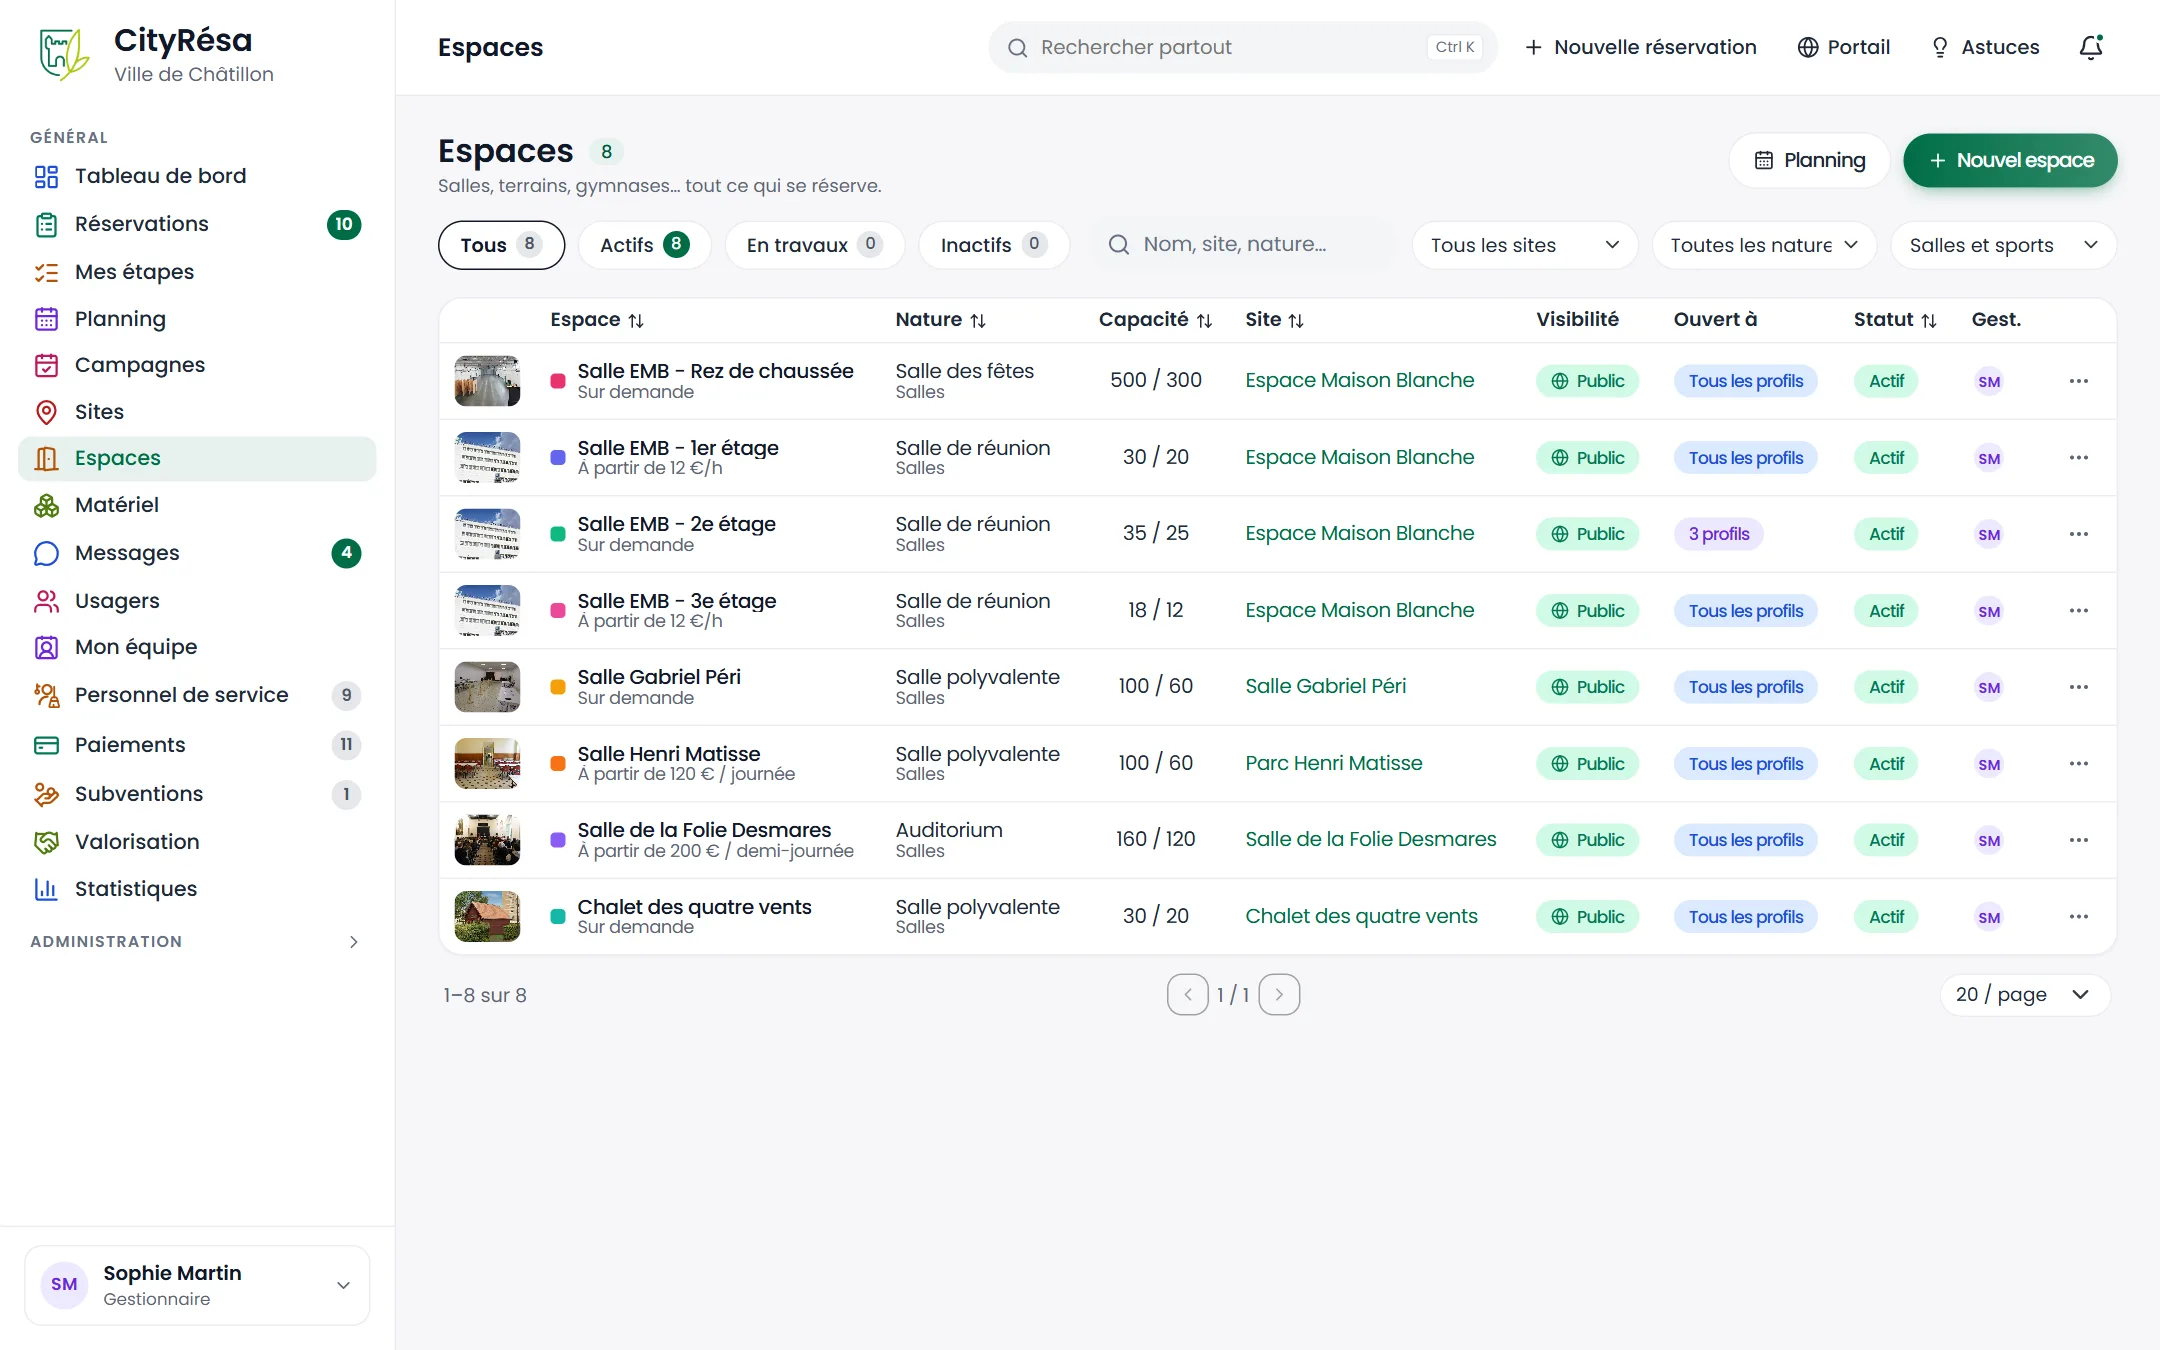 CityRésa
Ville de Châtillon
GÉNÉRAL
Tableau de bord
Réservations 10
Mes étapes
Planning
Campagnes
Sites
Espaces
Matériel
Messages 4
Usagers
Mon équipe
Personnel de service 9
Paiements 11
Subventions 1
Valorisation
Statistiques
ADMINISTRATION
SM
Sophie Martin
Gestionnaire
Espaces
Rechercher partout Ctrl K
Nouvelle réservation
Portail
Astuces
Espaces 8
Salles, terrains, gymnases... tout ce qui se réserve.
Planning
+ Nouvel espace
Tous 8
Actifs 8
En travaux 0
Inactifs 0
Nom, site, nature...
Tous les sites
Toutes les nature
Salles et sports
Espace Nature Capacité Site Visibilité Ouvert à Statut Gest.
Salle EMB - Rez de chaussée Salle des fêtes 500 / 300 Espace Maison Blanche Public Tous les profils Actif SM
Sur demande Salles
Salle EMB - 1er étage Salle de réunion 30 / 20 Espace Maison Blanche Public Tous les profils Actif SM
À partir de 12 €/h Salles
Salle EMB - 2e étage Salle de réunion 35 / 25 Espace Maison Blanche Public 3 profils Actif SM
Sur demande Salles
Salle EMB - 3e étage Salle de réunion 18 / 12 Espace Maison Blanche Public Tous les profils Actif SM
À partir de 12 €/h Salles
Salle Gabriel Péri Salle polyvalente 100 / 60 Salle Gabriel Péri Public Tous les profils Actif SM
Sur demande Salles
Salle Henri Matisse Salle polyvalente 100 / 60 Parc Henri Matisse Public Tous les profils Actif SM
À partir de 120 € / journée Salles
Salle de la Folie Desmares Auditorium 160 / 120 Salle de la Folie Desmares Public Tous les profils Actif SM
À partir de 200 € / demi-journée Salles
Chalet des quatre vents Salle polyvalente 30 / 20 Chalet des quatre vents Public Tous les profils Actif SM
Sur demande Salles
1–8 sur 8
1 / 1
20 / page